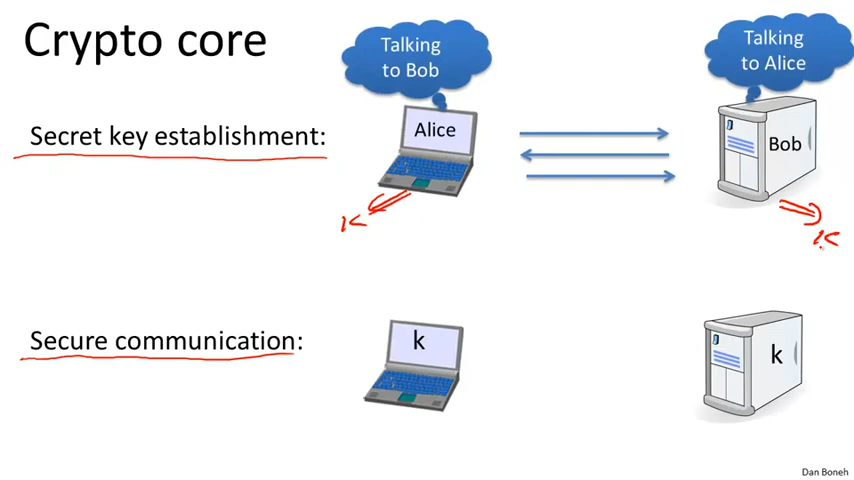 Crypto core
Talking
to Bob
Talking
to Alice
Secret key establishment:
Alice
Bob
K
K
Secure communication:
k
k
Dan Boneh